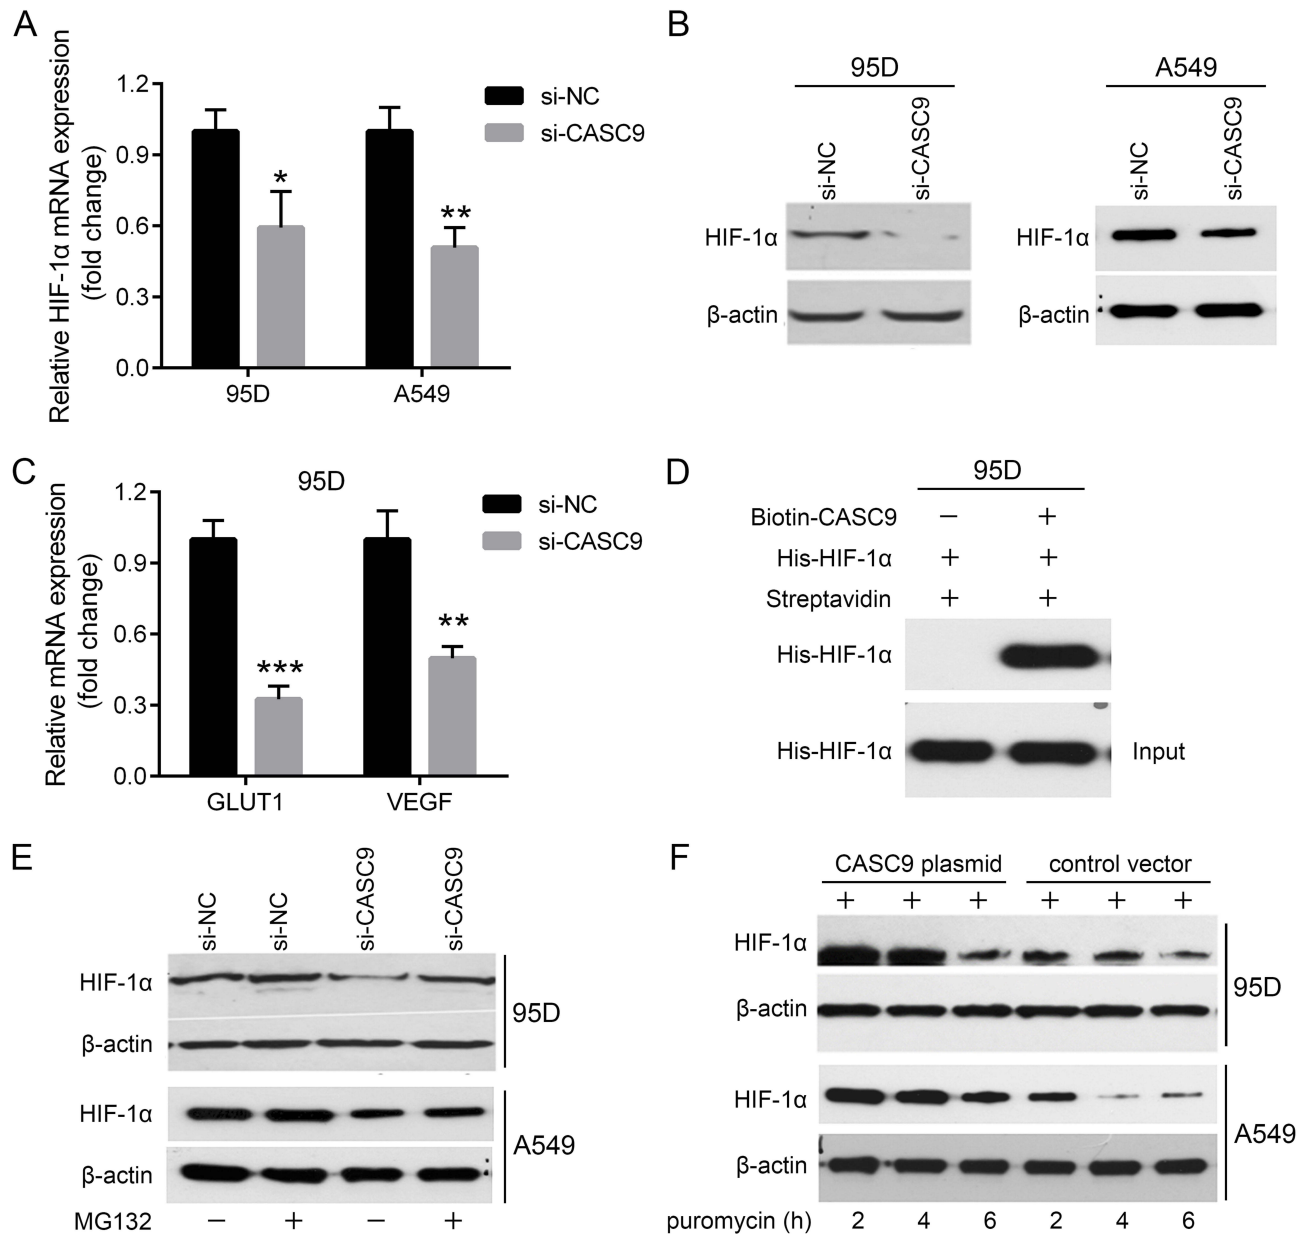 A
Relative HIF-1α mRNA expression
(fold change)
1.2
0.9
0.6
0.3
0.0
*
**
95D
A549
si-NC
si-CASC9
B
95D
A549
si-NC
si-CASC9
si-NC
si-CASC9
HIF-1α
HIF-1α
β-actin
β-actin
C
95D
Relative mRNA expression
(fold change)
1.2
0.9
0.6
0.3
0.0
***
**
GLUT1
VEGF
si-NC
si-CASC9
D
95D
Biotin-CASC9 − +
His-HIF-1α + +
Streptavidin + +
His-HIF-1α
His-HIF-1α Input
E
si-NC
si-NC
si-CASC9
si-CASC9
HIF-1α
β-actin
95D
HIF-1α
β-actin
A549
MG132 − + − +
F
CASC9 plasmid control vector
+ + + + + +
HIF-1α
β-actin
95D
HIF-1α
β-actin
A549
puromycin (h) 2 4 6 2 4 6